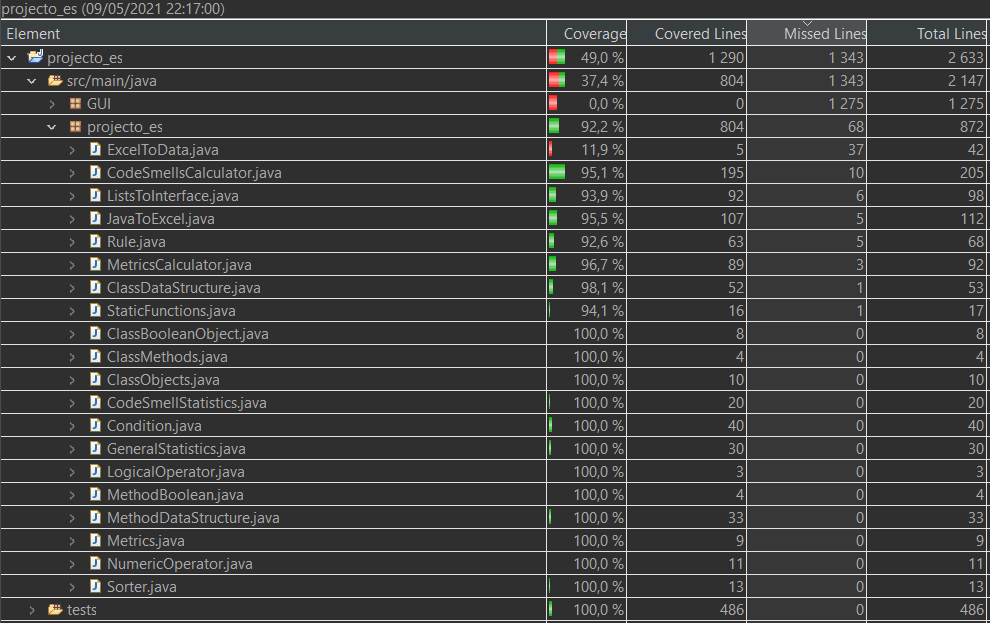 projecto_es (09/05/2021 22:17:00)
Element Coverage Covered Lines Missed Lines Total Lines
projecto_es 49,0 % 1 290 1 343 2 633
src/main/java 37,4 % 804 1 343 2 147
GUI 0,0 % 0 1 275 1 275
projecto_es 92,2 % 804 68 872
ExcelToData.java 11,9 % 5 37 42
CodeSmellsCalculator.java 95,1 % 195 10 205
ListsToInterface.java 93,9 % 92 6 98
JavaToExcel.java 95,5 % 107 5 112
Rule.java 92,6 % 63 5 68
MetricsCalculator.java 96,7 % 89 3 92
ClassDataStructure.java 98,1 % 52 1 53
StaticFunctions.java 94,1 % 16 1 17
ClassBooleanObject.java 100,0 % 8 0 8
ClassMethods.java 100,0 % 4 0 4
ClassObjects.java 100,0 % 10 0 10
CodeSmellStatistics.java 100,0 % 20 0 20
Condition.java 100,0 % 40 0 40
GeneralStatistics.java 100,0 % 30 0 30
LogicalOperator.java 100,0 % 3 0 3
MethodBoolean.java 100,0 % 4 0 4
MethodDataStructure.java 100,0 % 33 0 33
Metrics.java 100,0 % 9 0 9
NumericOperator.java 100,0 % 11 0 11
Sorter.java 100,0 % 13 0 13
tests 100,0 % 486 0 486